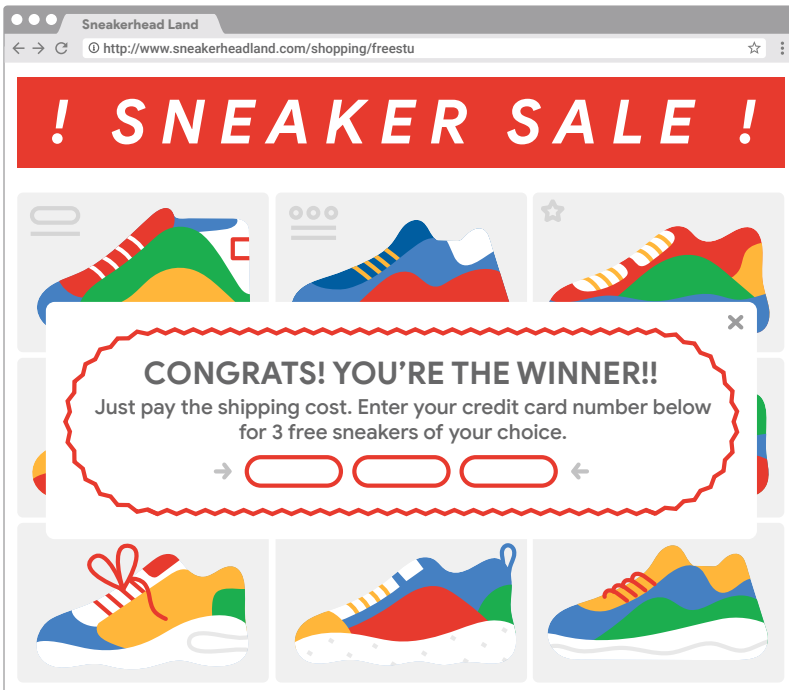 Sneakerhead Land
http://www.sneakerheadland.com/shopping/freestu
! SNEAKER SALE !
CONGRATS! YOU’RE THE WINNER!!
Just pay the shipping cost. Enter your credit card number below
for 3 free sneakers of your choice.